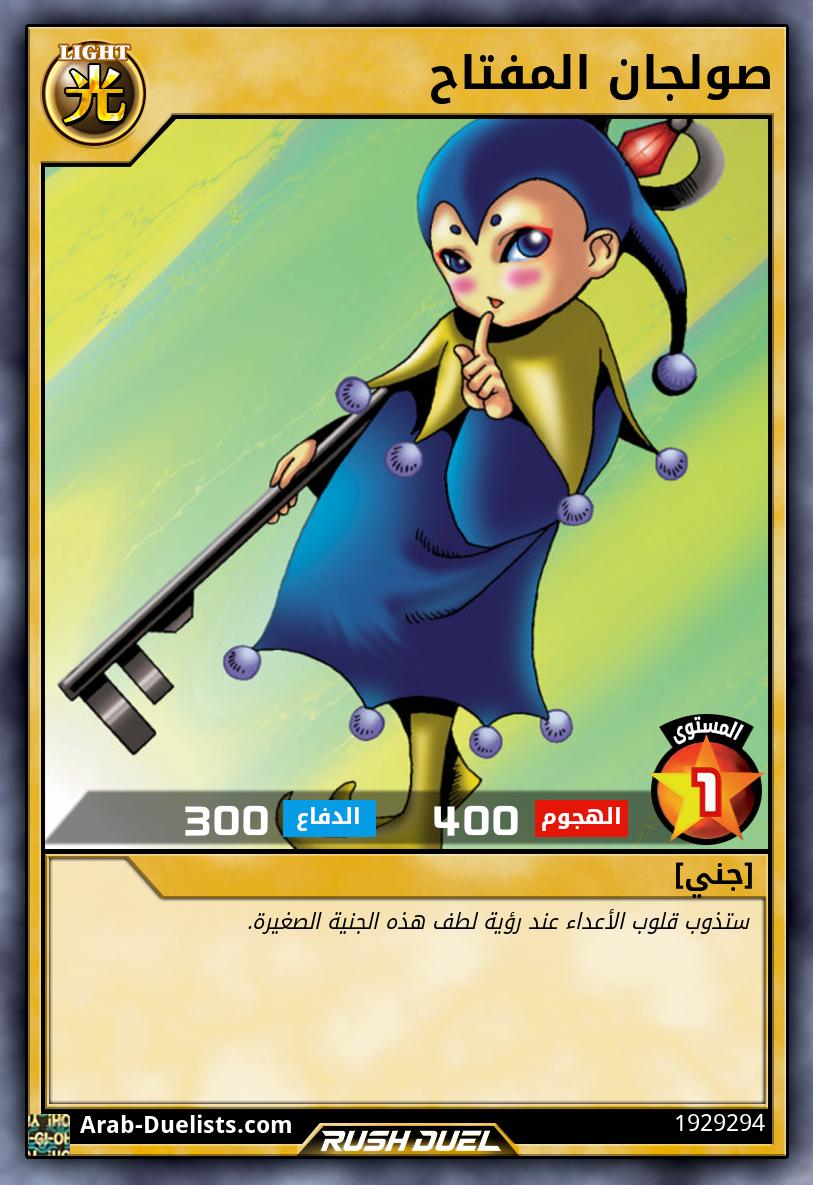 LIGHT
光
صولجان المفتاح
المستوى
1
الهجوم 400 الدفاع 300
[جني]
ستذوب قلوب الأعداء عند رؤية لطف هذه الجنية الصغيرة.
Arab-Duelists.com
RUSH DUEL
1929294